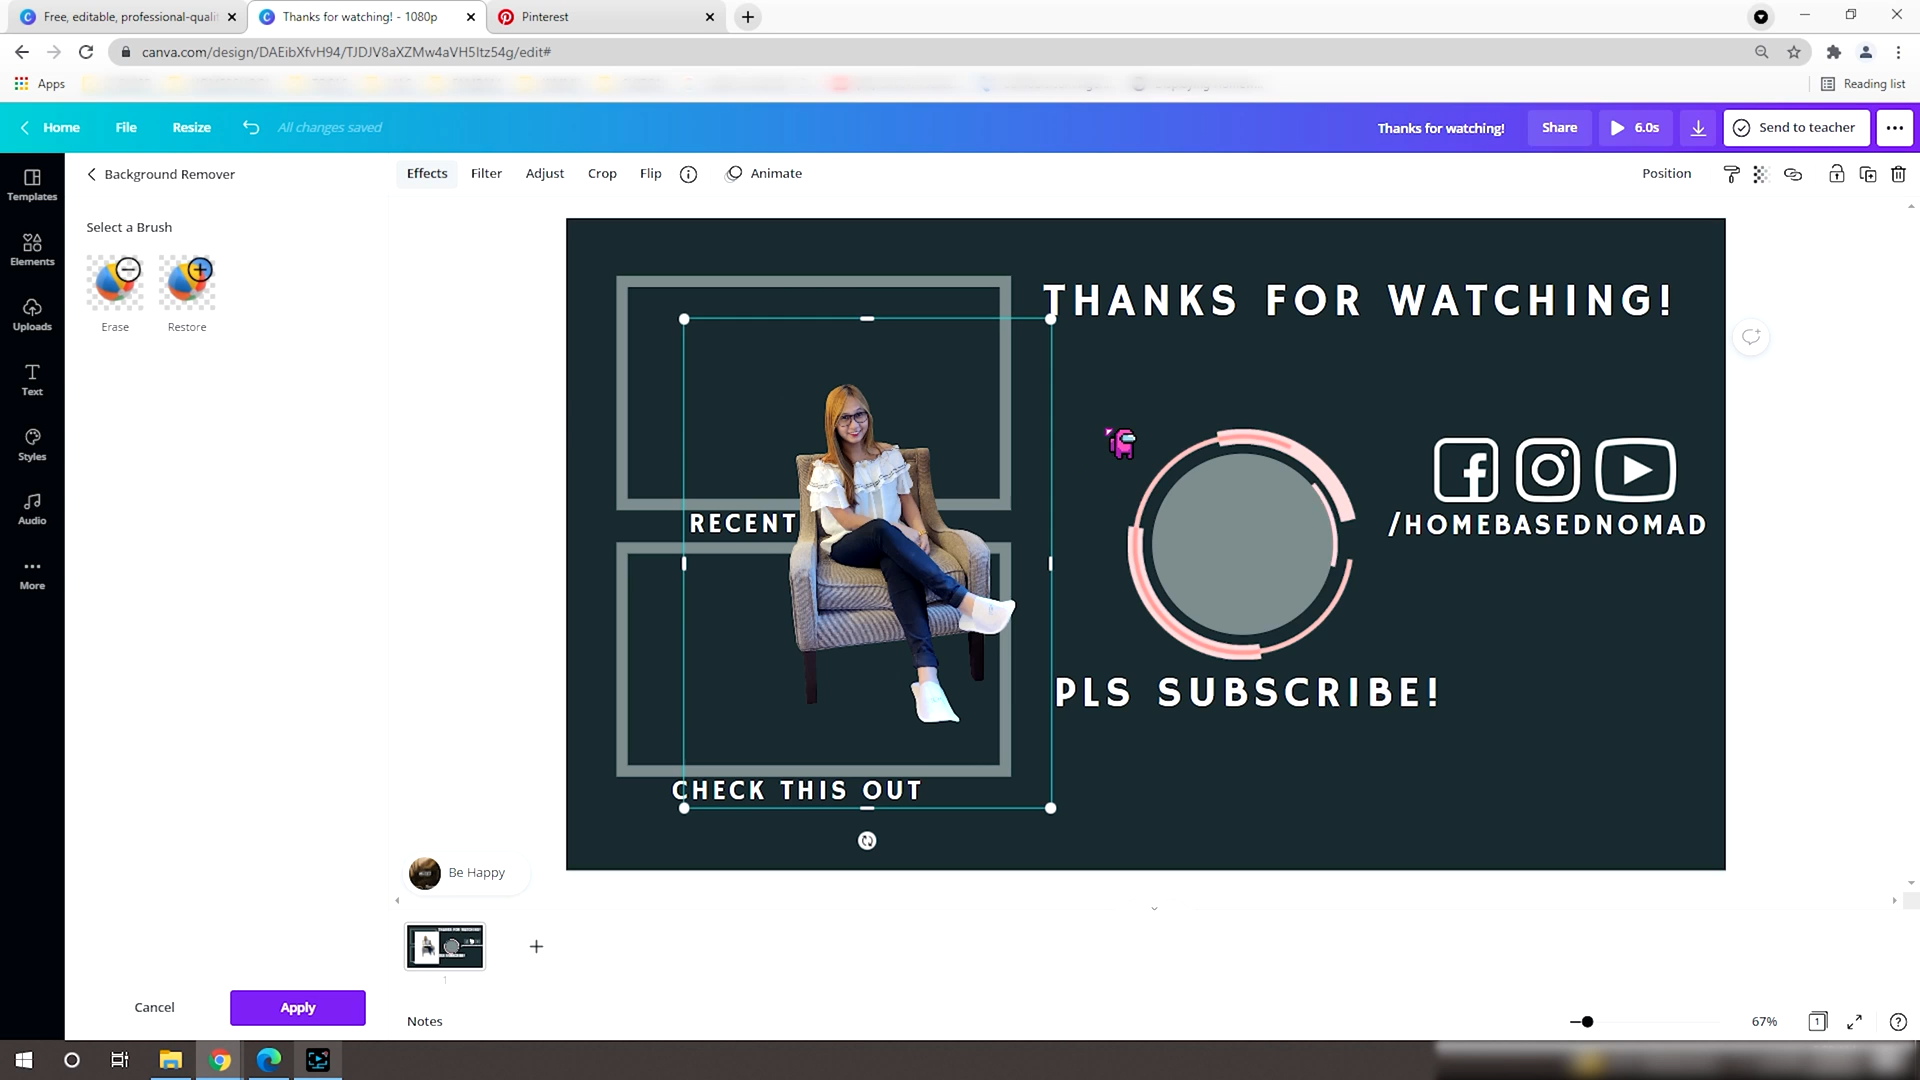 Free, editable, professional-quali
Thanks for watching! - 1080p
Pinterest
canva.com/design/DAEibXfvH94/TJDJV8aXZMw4aVH5Itz54g/edit#
Apps
Reading list
Home
File
Resize
All changes saved
Thanks for watching!
Share
6.0s
Send to teacher
Templates
Elements
Uploads
Text
Styles
Audio
More
Background Remover
Select a Brush
Erase
Restore
Effects
Filter
Adjust
Crop
Flip
Animate
Position
THANKS FOR WATCHING!
RECENT
/HOMEBASEDNOMAD
PLS SUBSCRIBE!
CHECK THIS OUT
Be Happy
1
Cancel
Apply
Notes
67%
1